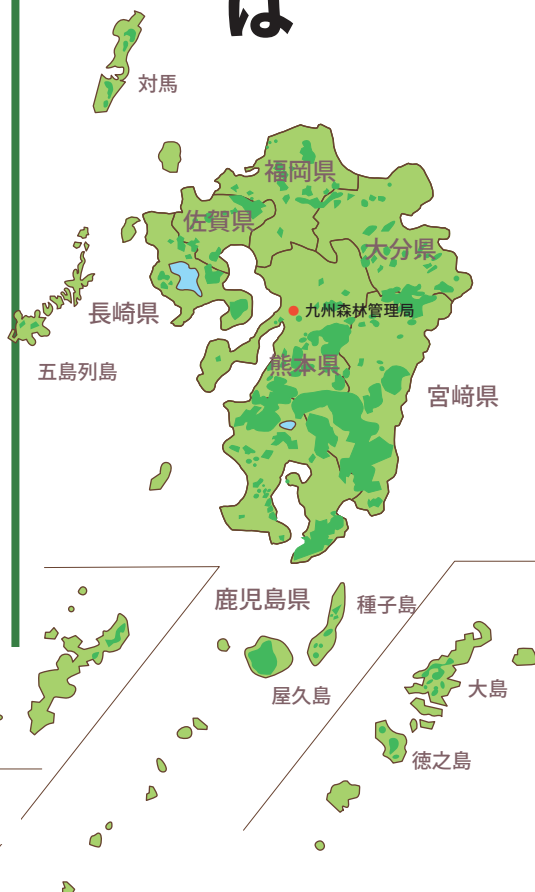 は
対馬
福岡県
佐賀県
大分県
長崎県
九州森林管理局
五島列島
熊本県
宮﨑県
鹿児島県
種子島
屋久島
大島
徳之島